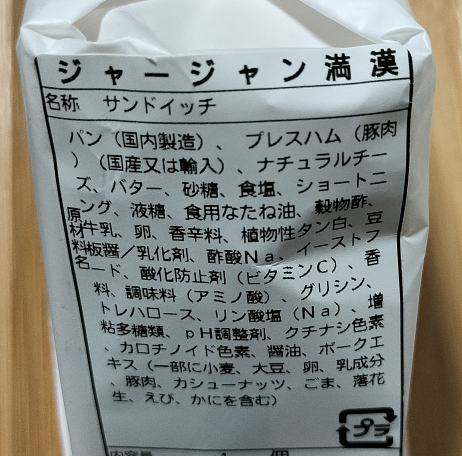 ジャージャン満漢
名称 サンドイッチ
原材料名
パン（国内製造）、プレスハム（豚肉
）（国産又は輸入）、ナチュラルチー
ズ、バター、砂糖、食塩、ショートニ
ング、液糖、食用なたね油、穀物酢、
牛乳、卵、香辛料、植物性タン白、豆
板醤／乳化剤、酢酸Ｎａ、イーストフ
ード、酸化防止剤（ビタミンＣ）、香
料、調味料（アミノ酸）、グリシン、
トレハロース、リン酸塩（Ｎａ）、増
粘多糖類、ｐＨ調整剤、クチナシ色素
、カロチノイド色素、醤油、ポークエ
キス（一部に小麦、大豆、卵、乳成分
、豚肉、カシューナッツ、ごま、落花
生、えび、かにを含む）
プラ
内容量 1 個